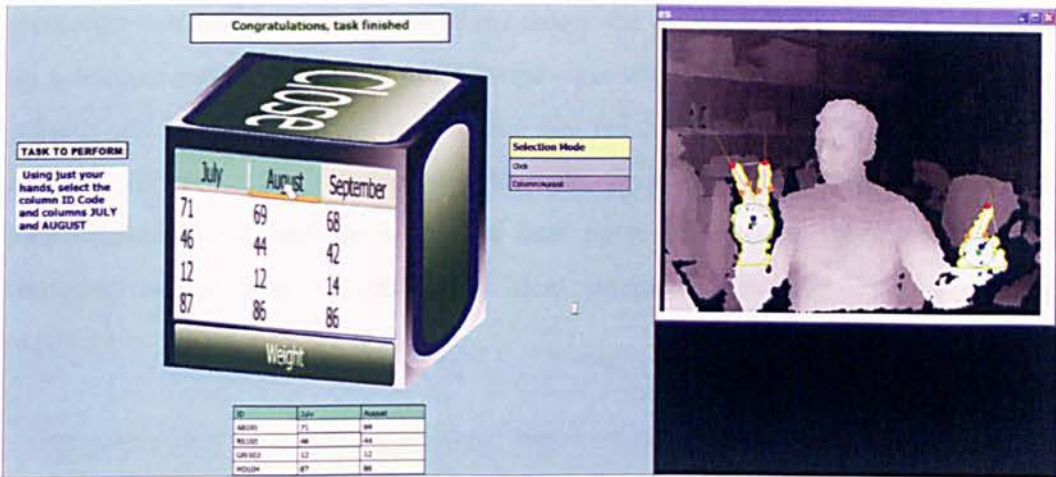 Congratulations, task finished
Close
TASK TO PERFORM
Using just your
hands, select the
column ID Code
and columns JULY
and AUGUST
July August September
71 69 68
46 44 42
12 12 14
87 86 86
Weight
Selection Mode
Click
Column:August
ID July August
71
46 44
12 12
87 86